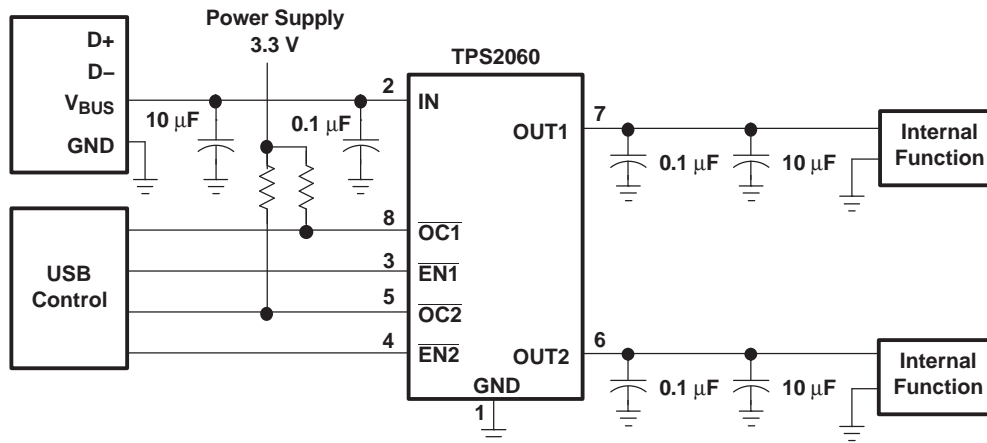 Power Supply
3.3 V
D+
D−
VBUS
GND
10 μF
0.1 μF
TPS2060
2
IN
7
OUT1
0.1 μF
10 μF
Internal
Function
USB
Control
8
OC1
3
EN1
5
OC2
4
EN2
6
OUT2
GND
1
0.1 μF
10 μF
Internal
Function